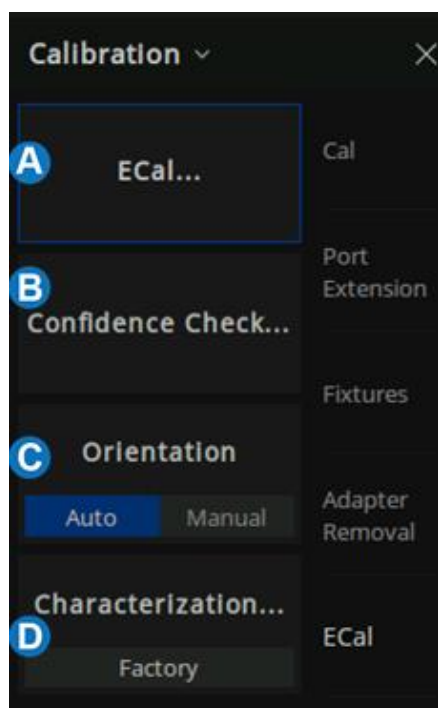 Calibration
A
ECal...
B
Confidence Check...
C
Orientation
Auto Manual
Characterization...
D
Factory
Cal
Port
Extension
Fixtures
Adapter
Removal
ECal